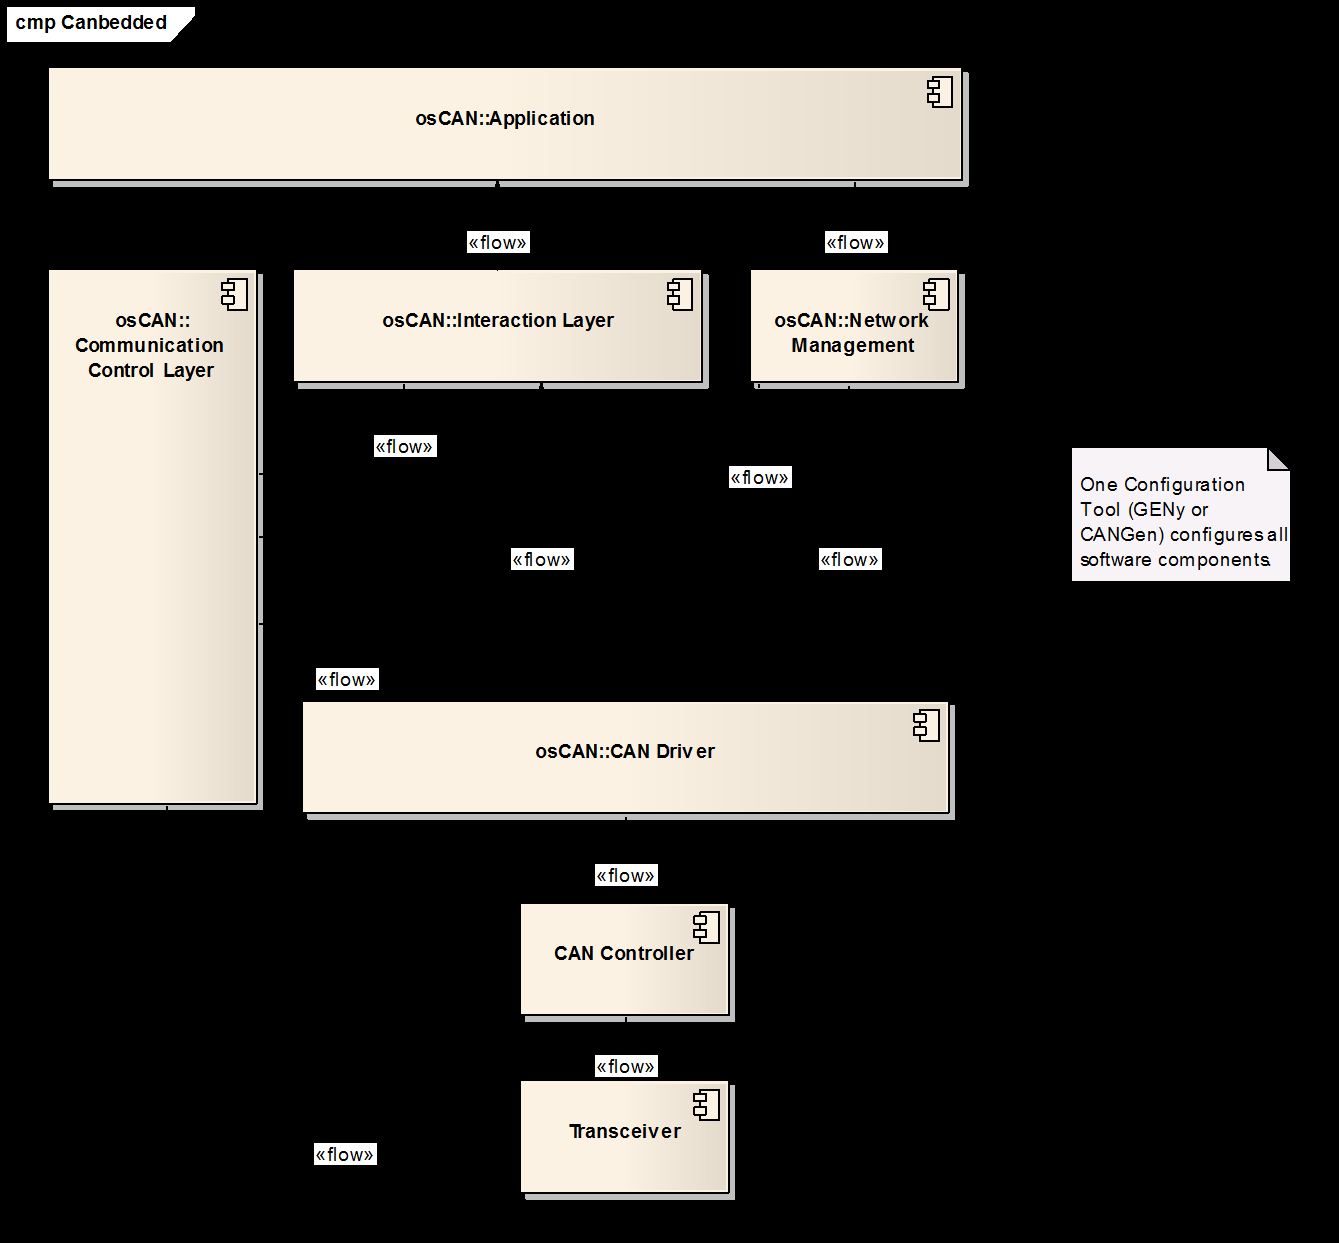 cmp Canbedded
osCAN::Application
«flow»
«flow»
osCAN::
Communication
Control Layer
osCAN::Interaction Layer
osCAN::Network
Management
«flow»
«flow»
One Configuration
Tool (GENy or
CANGen) configures all
software components.
«flow»
«flow»
«flow»
osCAN::CAN Driver
«flow»
CAN Controller
«flow»
Transceiver
«flow»